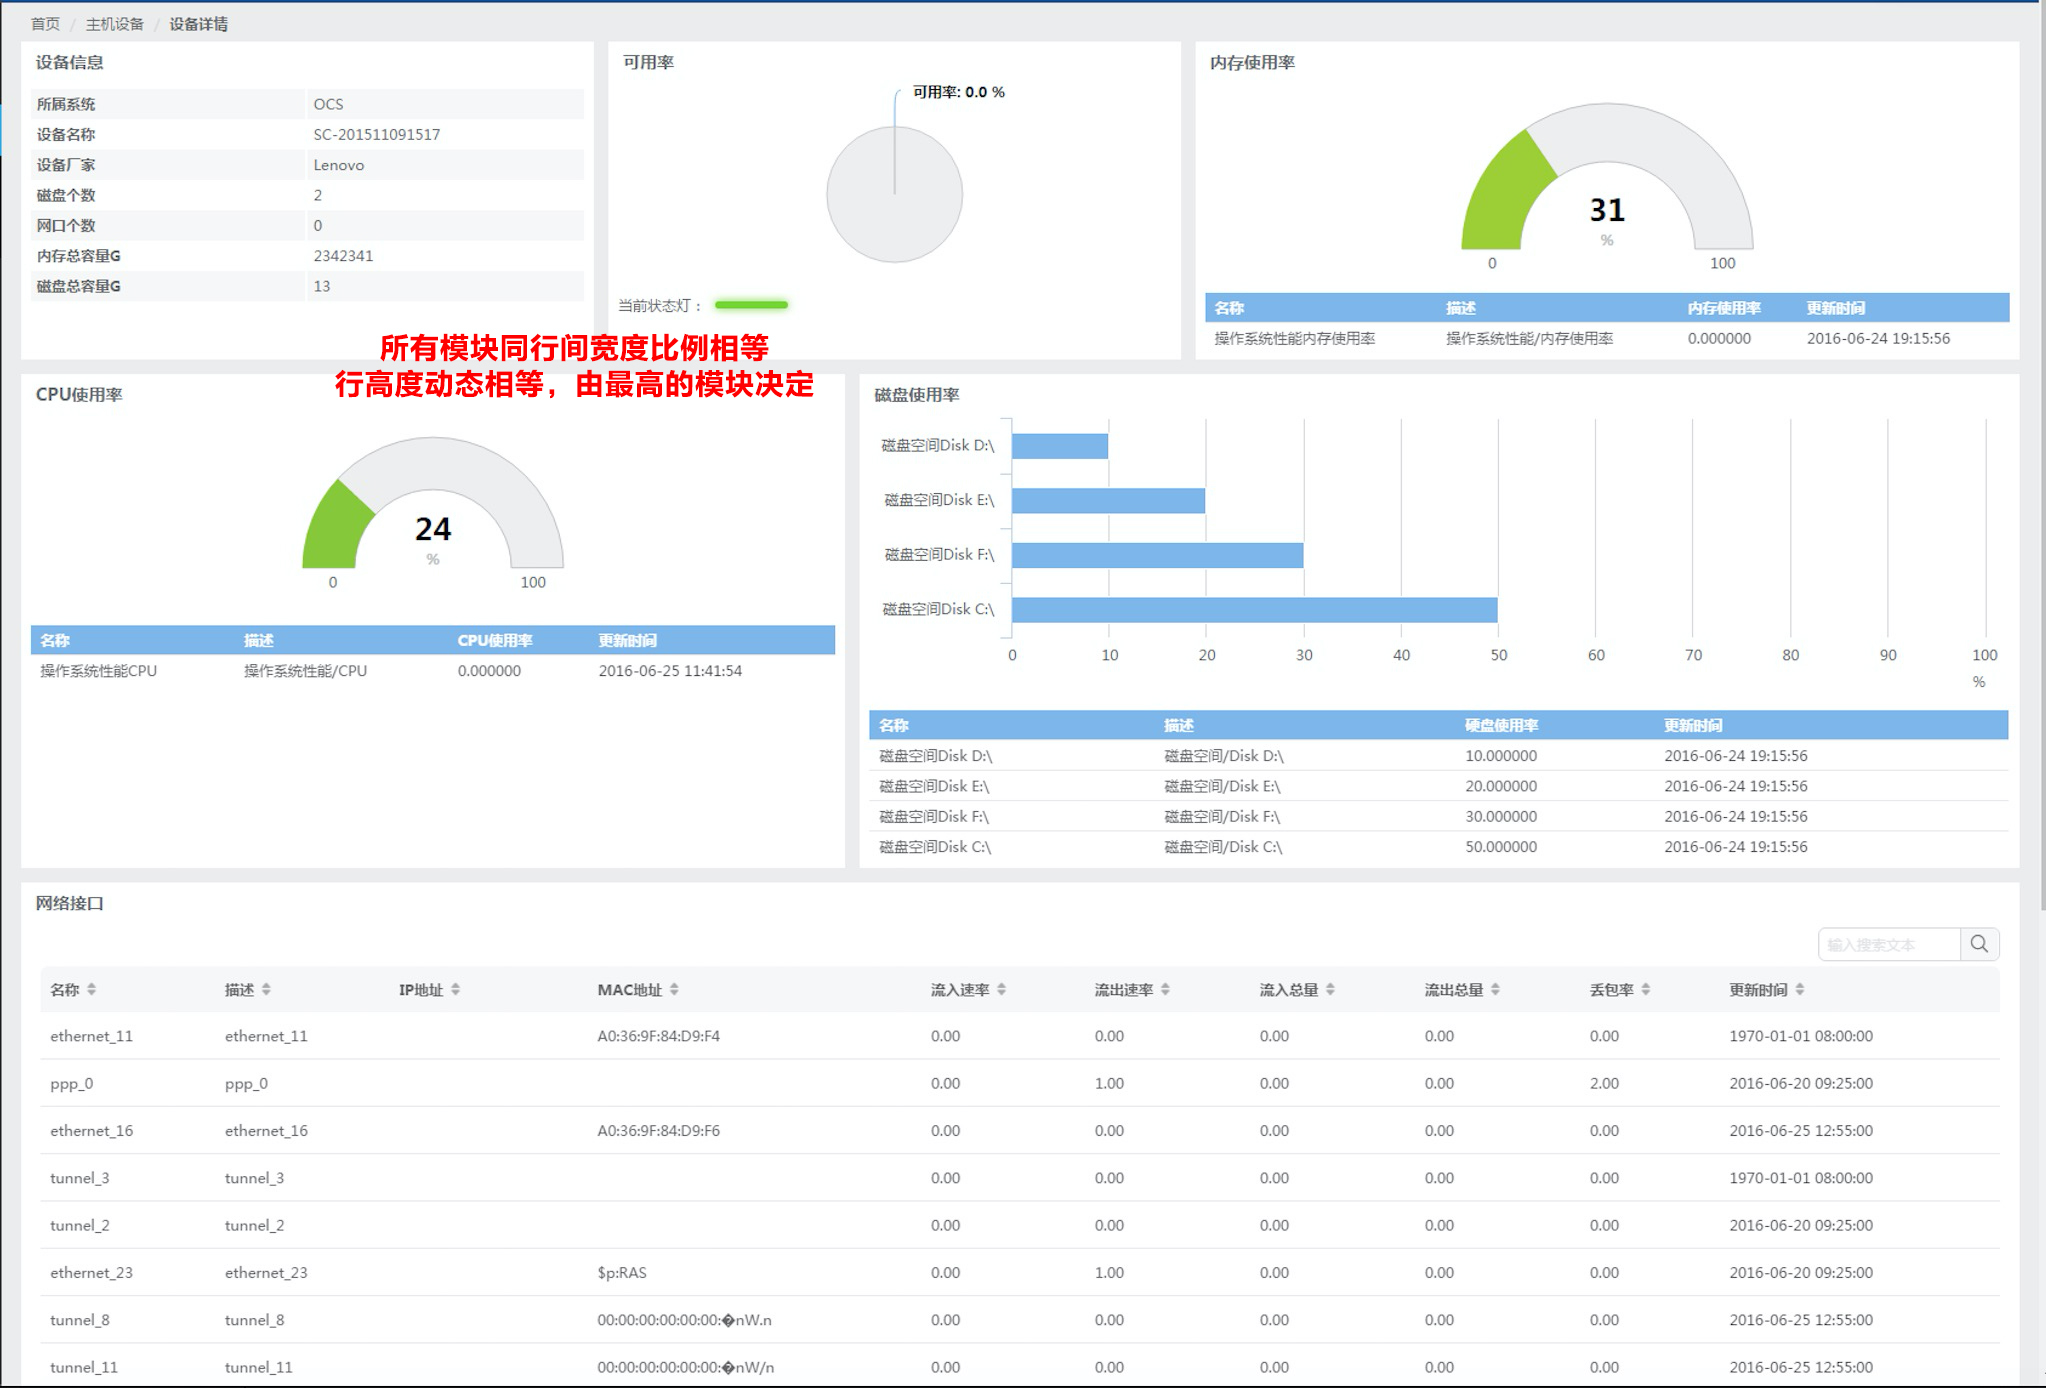 首页 / 主机设备 / 设备详情
设备信息
所属系统 OCS
设备名称 SC-201511091517
设备厂家 Lenovo
磁盘个数 2
网口个数 0
内存总容量G 2342341
磁盘总容量G 13
可用率
可用率: 0.0 %
当前状态灯：
内存使用率
31
%
0 100
名称 描述 内存使用率 更新时间
操作系统性能内存使用率 操作系统性能/内存使用率 0.000000 2016-06-24 19:15:56
所有模块同行间宽度比例相等
行高度动态相等，由最高的模块决定
CPU使用率
24
%
0 100
名称 描述 CPU使用率 更新时间
操作系统性能CPU 操作系统性能/CPU 0.000000 2016-06-25 11:41:54
磁盘使用率
磁盘空间Disk D:\
磁盘空间Disk E:\
磁盘空间Disk F:\
磁盘空间Disk C:\
0 10 20 30 40 50 60 70 80 90 100
%
名称 描述 硬盘使用率 更新时间
磁盘空间Disk D:\ 磁盘空间/Disk D:\ 10.000000 2016-06-24 19:15:56
磁盘空间Disk E:\ 磁盘空间/Disk E:\ 20.000000 2016-06-24 19:15:56
磁盘空间Disk F:\ 磁盘空间/Disk F:\ 30.000000 2016-06-24 19:15:56
磁盘空间Disk C:\ 磁盘空间/Disk C:\ 50.000000 2016-06-24 19:15:56
网络接口
输入搜索文本
名称 描述 IP地址 MAC地址 流入速率 流出速率 流入总量 流出总量 丢包率 更新时间
ethernet_11 ethernet_11 A0:36:9F:84:D9:F4 0.00 0.00 0.00 0.00 0.00 1970-01-01 08:00:00
ppp_0 ppp_0 0.00 1.00 0.00 0.00 2.00 2016-06-20 09:25:00
ethernet_16 ethernet_16 A0:36:9F:84:D9:F6 0.00 0.00 0.00 0.00 0.00 2016-06-25 12:55:00
tunnel_3 tunnel_3 0.00 0.00 0.00 0.00 0.00 1970-01-01 08:00:00
tunnel_2 tunnel_2 0.00 0.00 0.00 0.00 0.00 2016-06-20 09:25:00
ethernet_23 ethernet_23 $p:RAS 0.00 1.00 0.00 0.00 0.00 2016-06-20 09:25:00
tunnel_8 tunnel_8 00:00:00:00:00:00:�nW.n 0.00 0.00 0.00 0.00 0.00 2016-06-25 12:55:00
tunnel_11 tunnel_11 00:00:00:00:00:00:�nW/n 0.00 0.00 0.00 0.00 0.00 2016-06-25 12:55:00